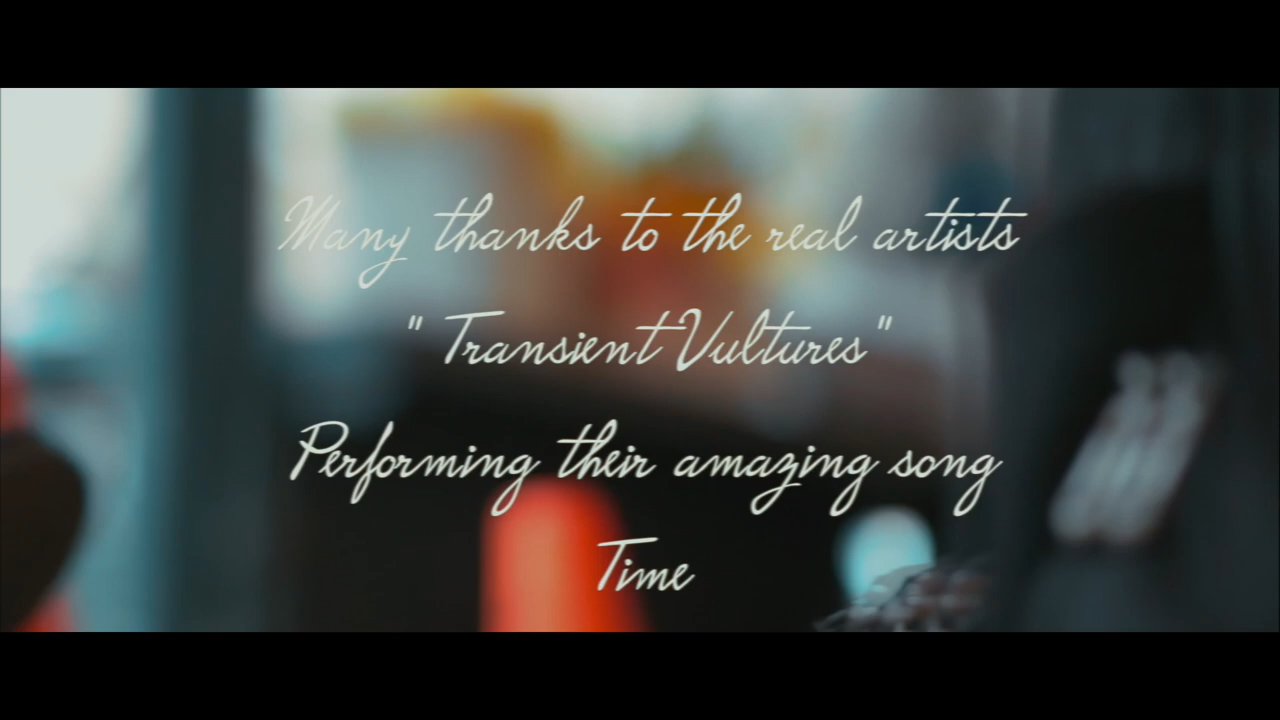 Many thanks to the real artists
" Transient Vultures "
Performing their amazing song
Time